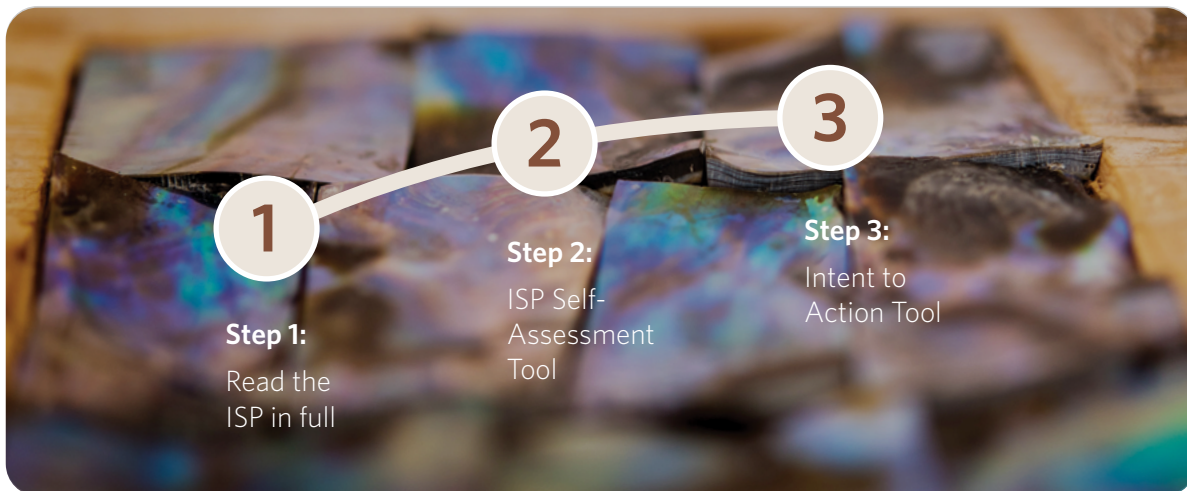 1
Step 1:
Read the
ISP in full
2
Step 2:
ISP Self-
Assessment
Tool
3
Step 3:
Intent to
Action Tool